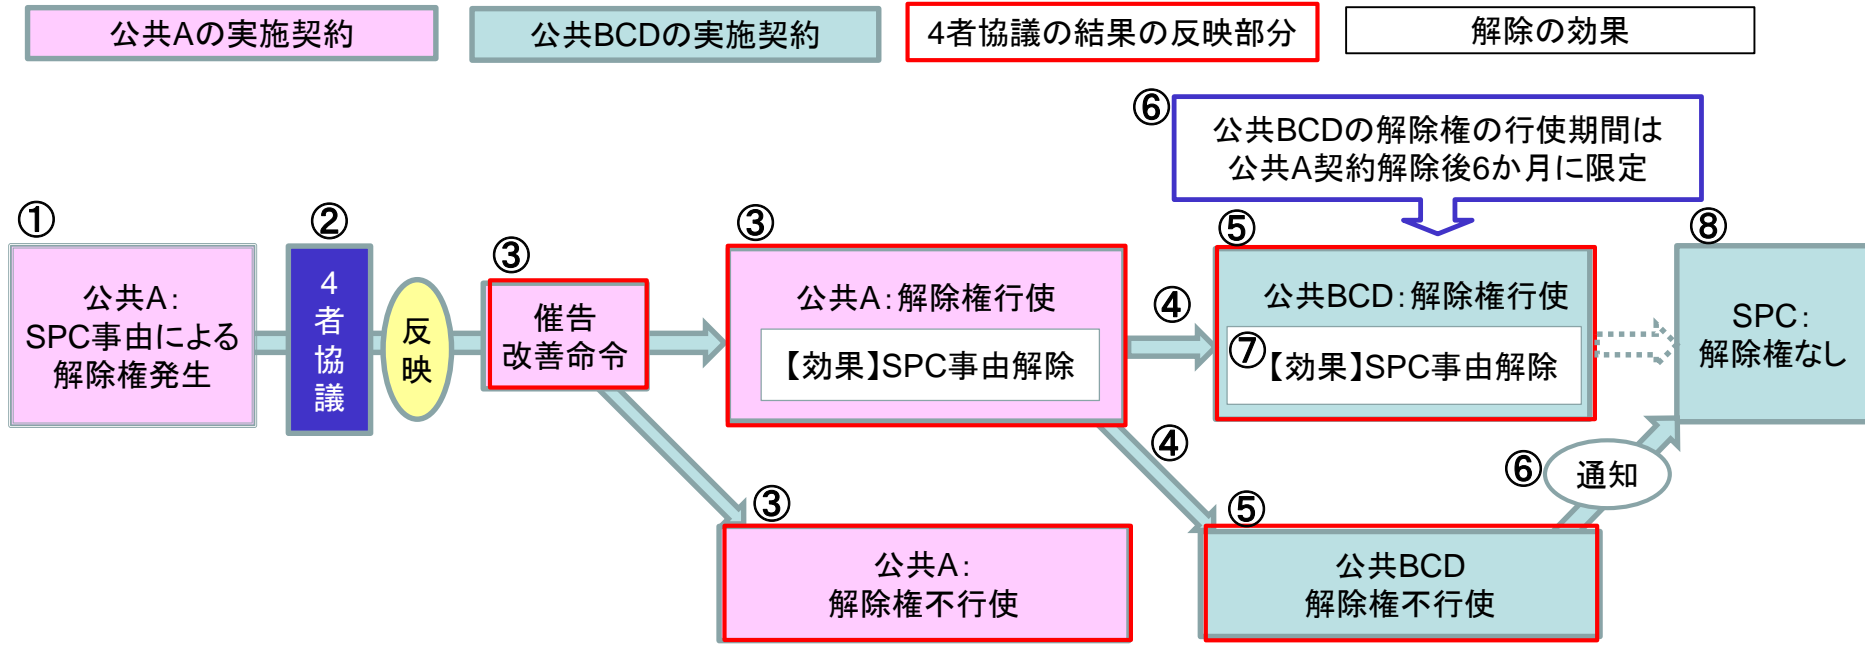 公共Aの実施契約
公共BCDの実施契約
4者協議の結果の反映部分
解除の効果
⑥
公共BCDの解除権の行使期間は
公共A契約解除後6か月に限定
①
公共A：
SPC事由による
解除権発生
②
4
者
協
議
反
映
③
催告
改善命令
③
公共A：解除権行使
【効果】SPC事由解除
④
⑤
公共BCD：解除権行使
⑦
【効果】SPC事由解除
⑧
SPC：
解除権なし
③
公共A：
解除権不行使
④
⑤
公共BCD
解除権不行使
⑥
通知